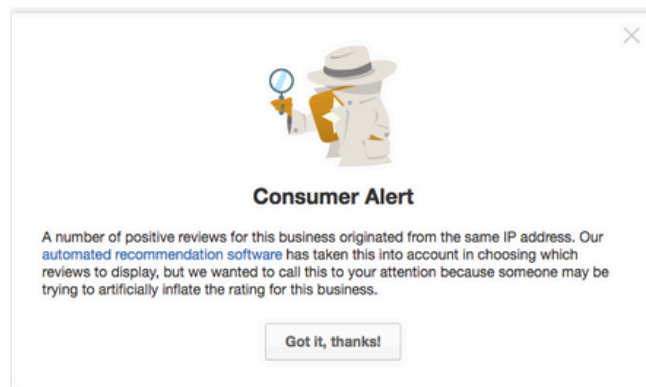 Consumer Alert
A number of positive reviews for this business originated from the same IP address. Our
automated recommendation software has taken this into account in choosing which
reviews to display, but we wanted to call this to your attention because someone may be
trying to artificially inflate the rating for this business.
Got it, thanks!